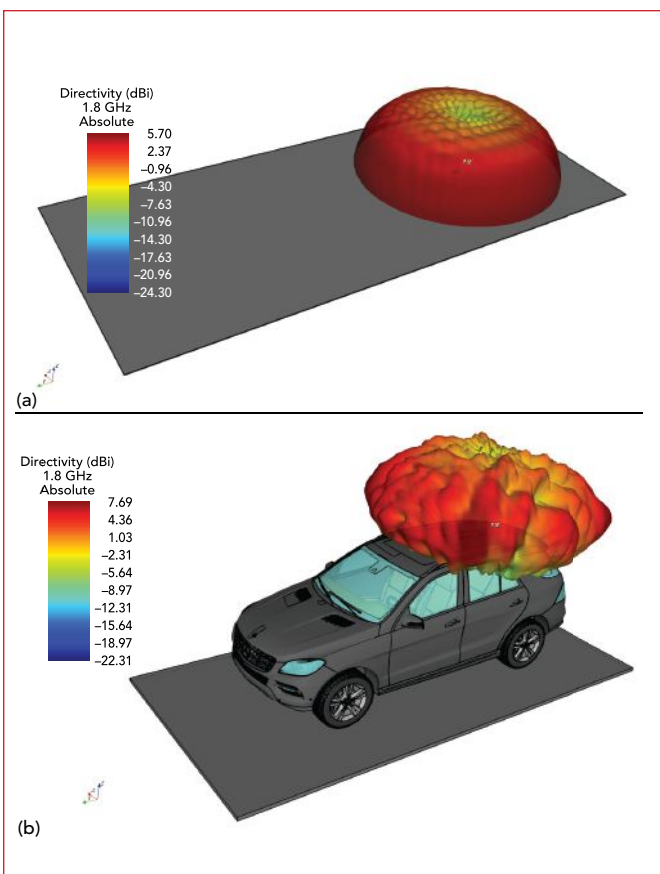 Directivity (dBi)
1.8 GHz
Absolute
5.70
2.37
–0.96
–4.30
–7.63
–10.96
–14.30
–17.63
–20.96
–24.30
(a)
Directivity (dBi)
1.8 GHz
Absolute
7.69
4.36
1.03
–2.31
–5.64
–8.97
–12.31
–15.64
–18.97
–22.31
(b)